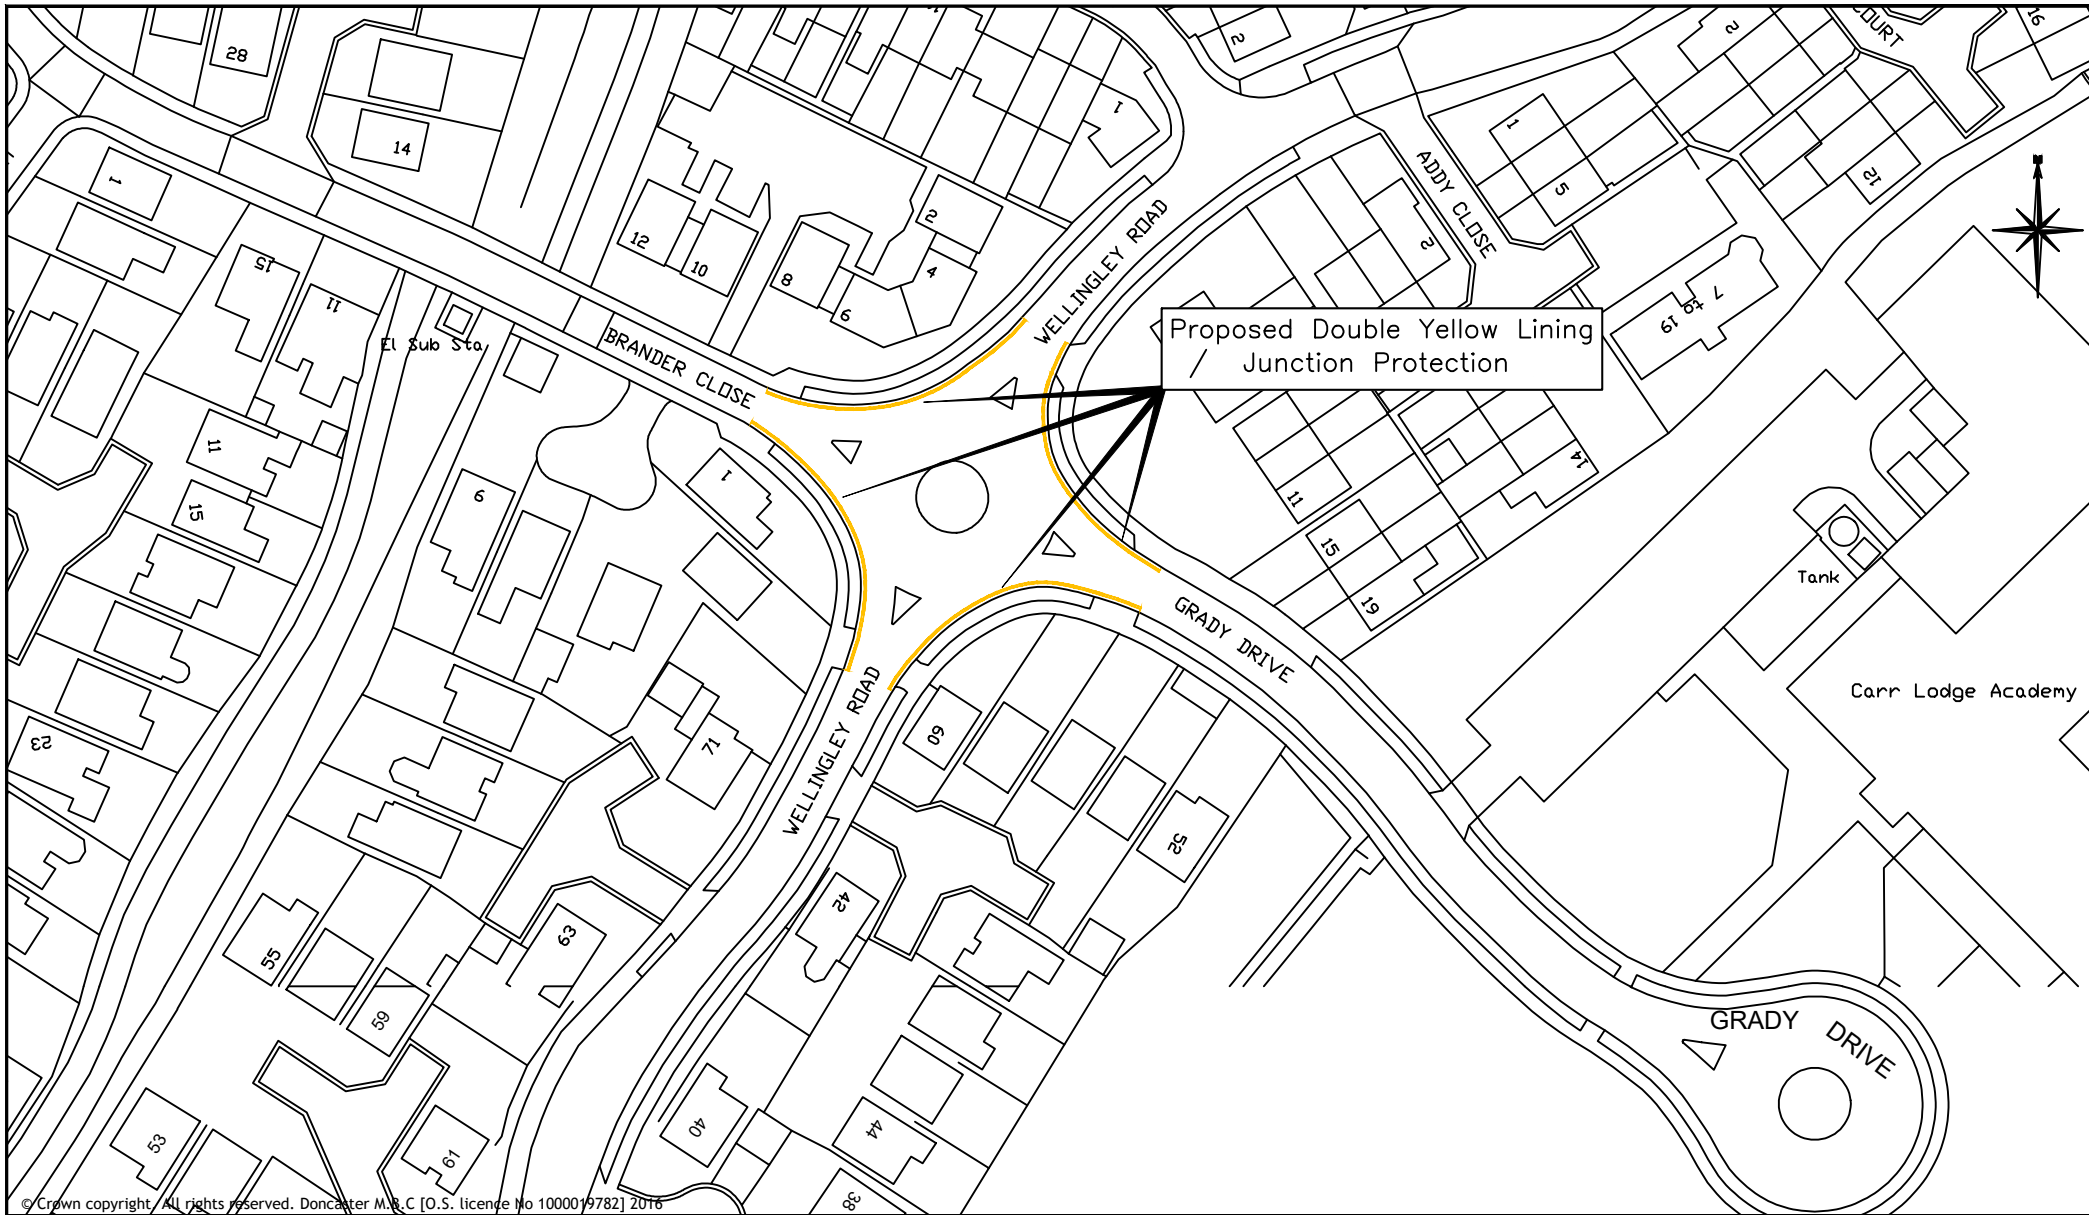 28
14
1
2
2
COURT
16
1
1
5
12
ADDY CLOSE
2
7 to 19
WELLINGLEY ROAD
2
4
6
8
10
12
15
11
El Sub Sta
BRANDER CLOSE
Proposed Double Yellow Lining
Junction Protection
11
15
9
1
11
15
19
14
Tank
GRADY DRIVE
Carr Lodge Academy
WELLINGLEY ROAD
23
71
60
52
42
63
55
59
53
61
40
44
38
GRADY DRIVE
© Crown copyright. All rights reserved. Doncaster M.B.C [O.S. licence No 1000019782] 2016